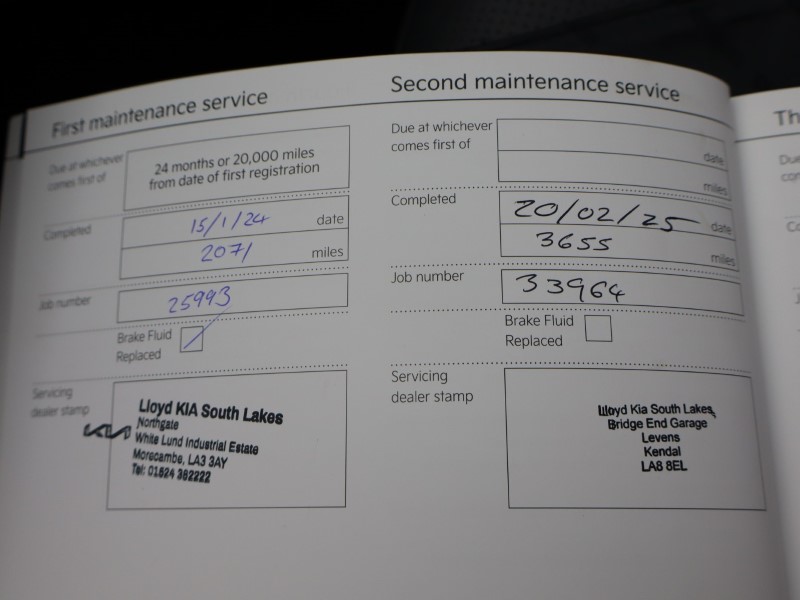 First maintenance service
Due at whichever
comes first of
24 months or 20,000 miles
from date of first registration
Completed
15/1/24 date
2071 miles
Job number
25993
Brake Fluid
Replaced
Servicing
dealer stamp
Lloyd KIA South Lakes
Northgate
White Lund Industrial Estate
Morecambe, LA3 3AY
Tel: 01524 382222
KIA
Second maintenance service
Due at whichever
comes first of
date
miles
Completed
20/02/25 date
3655 miles
Job number
33964
Brake Fluid
Replaced
Servicing
dealer stamp
Lloyd Kia South Lakes,
Bridge End Garage
Levens
Kendal
LA8 8EL
Th
Due
co
Co